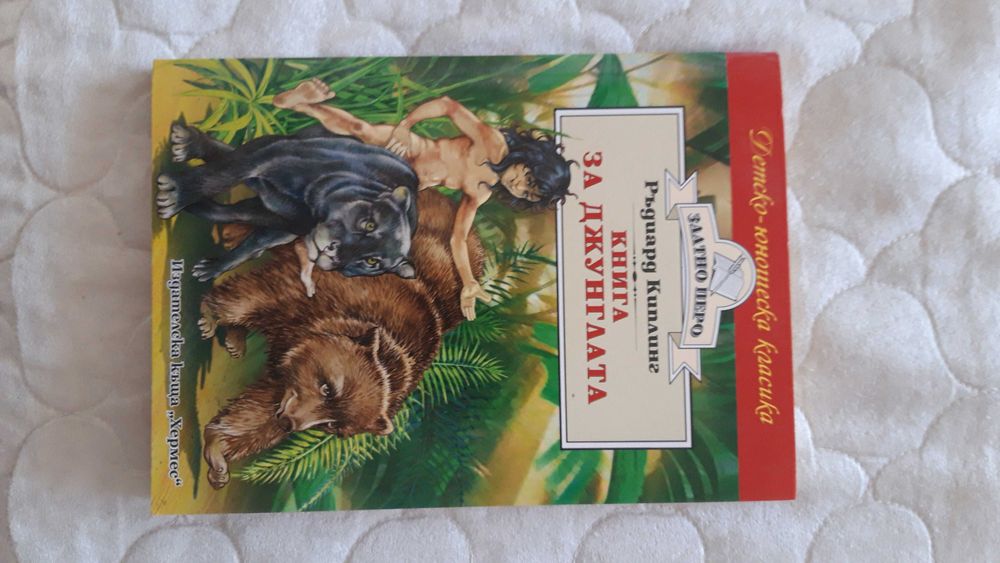 Детско-юношеска класика
ЗЛАТНО ПЕРО
Ръдиард Киплинг
КНИГА
ЗА ДЖУНГЛАТА
Издателска къща „Хермес“